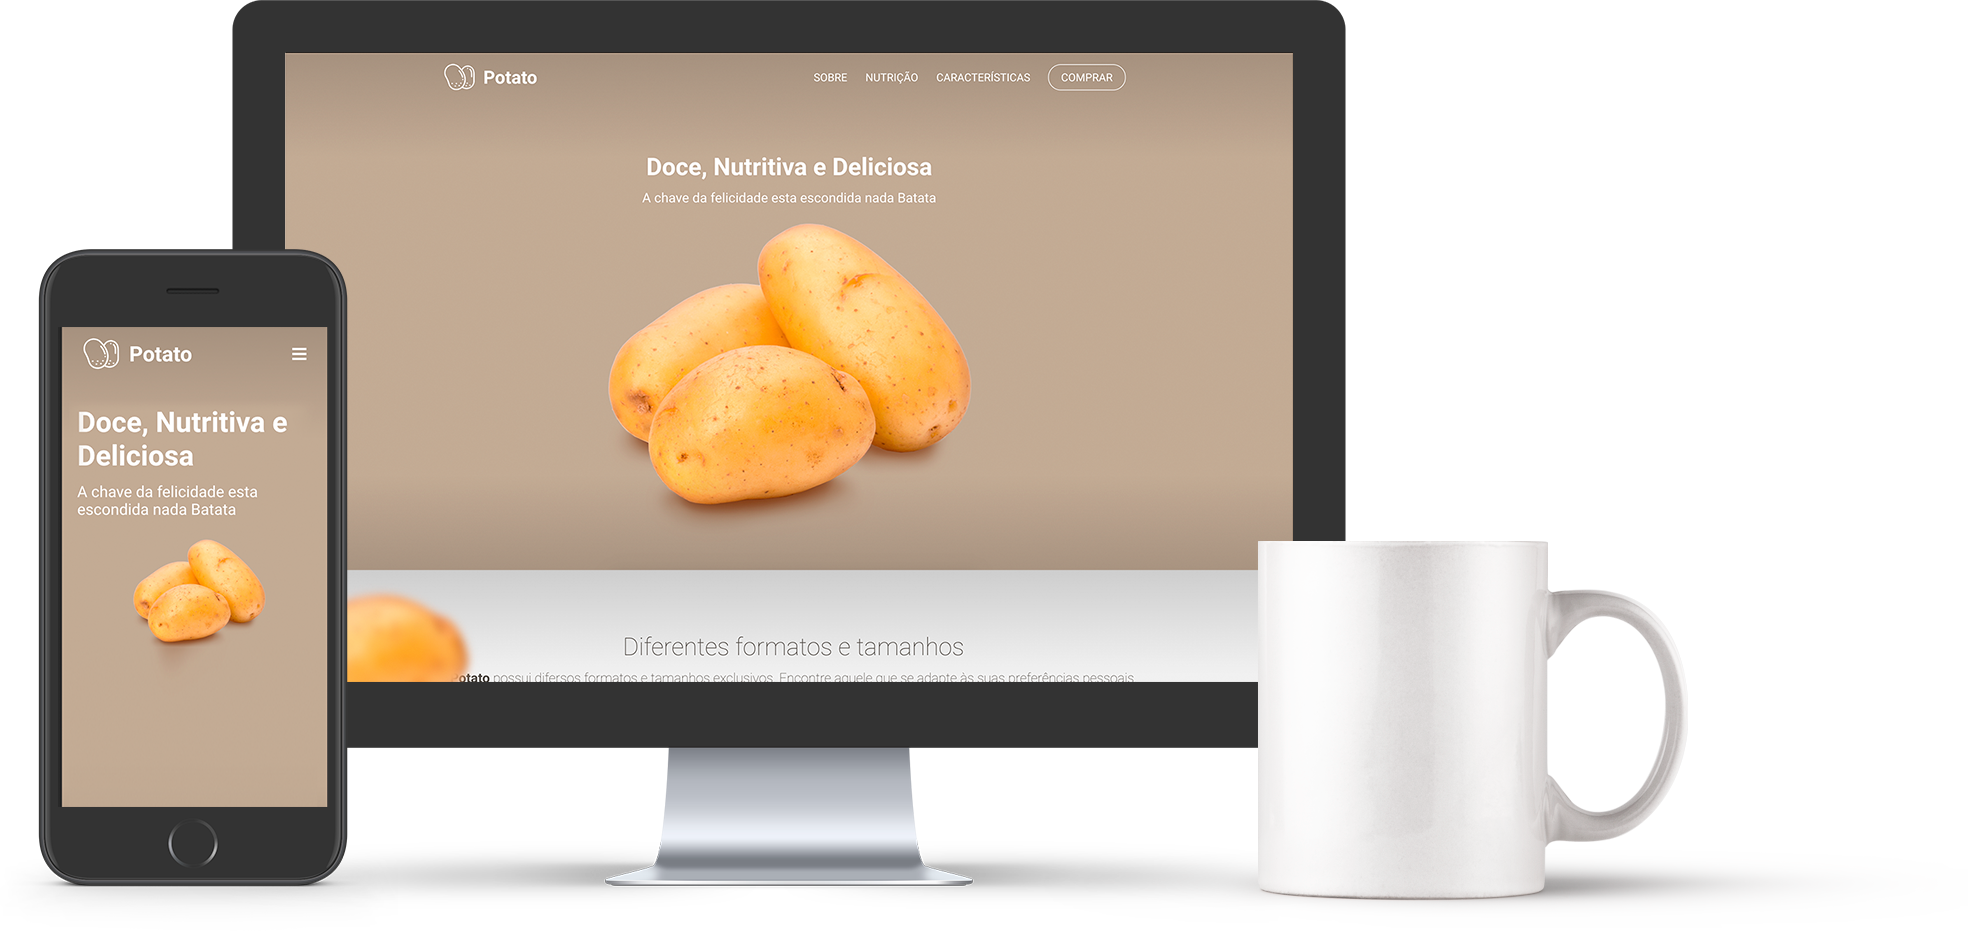 Potato
SOBRE NUTRIÇÃO CARACTERÍSTICAS COMPRAR
Doce, Nutritiva e Deliciosa
A chave da felicidade esta escondida nada Batata
Diferentes formatos e tamanhos
Potato possui difersos formatos e tamanhos exclusivos. Encontre aquele que se adapte às suas preferências pessoais
Potato
Doce, Nutritiva e
Deliciosa
A chave da felicidade esta
escondida nada Batata